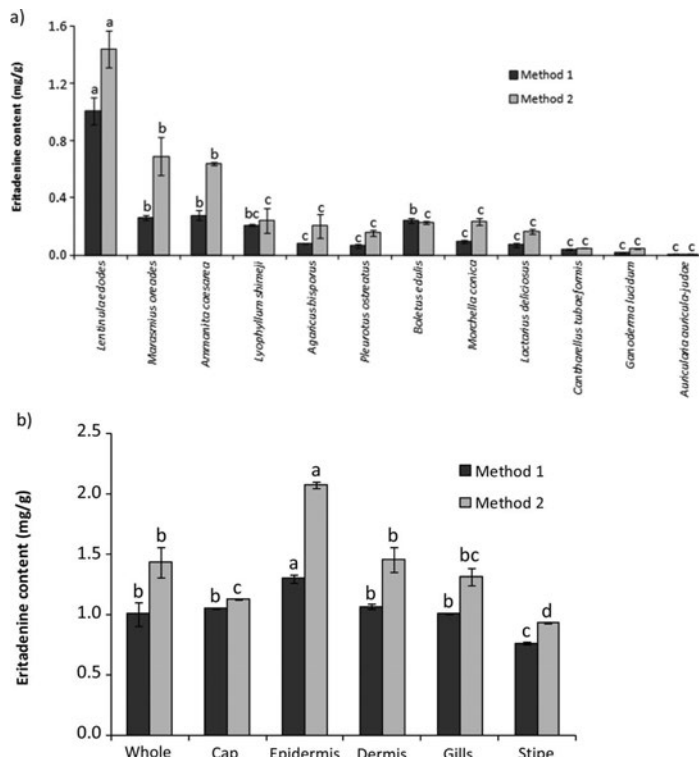 a)
Eritadenine content (mg/g)
1.6
1.2
0.8
0.4
0.0
a a
b b
b b
bc c
c c
c c
b c
c c
c c
c c
c c
c c
Method 1
Method 2
Lentinula edodes
Marasmius oreades
Ammanita caesarea
Lyophyllum shimeji
Agaricus bisporus
Pleurotus ostreatus
Boletus edulis
Morchella conica
Lactarius deliciosus
Cantharellus tubaeformis
Ganoderma lucidum
Auricularia auricula-judae
b)
Eritadenine content (mg/g)
2.5
2.0
1.5
1.0
0.5
0.0
b b
b c
a a
b b
b bc
c d
Method 1
Method 2
Whole Cap Epidermis Dermis Gills Stipe